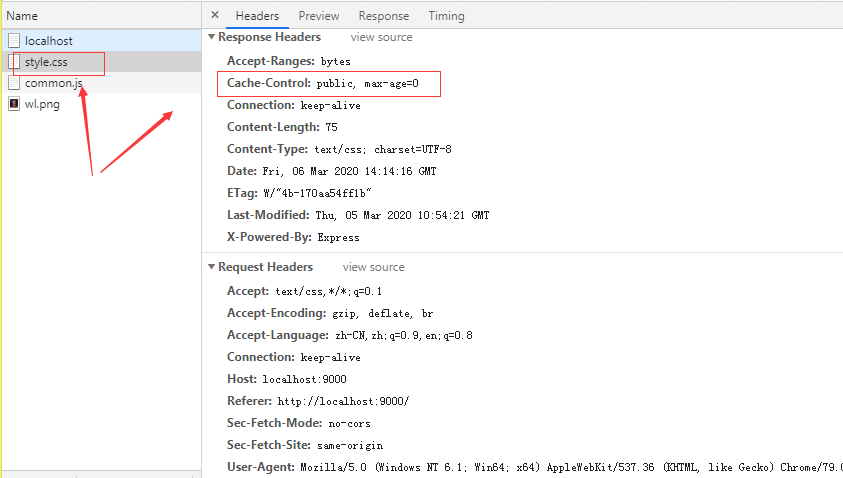 Name
× Headers Preview Response Timing
localhost
style.css
common.js
wl.png
Response Headers view source
Accept-Ranges: bytes
Cache-Control: public, max-age=0
Connection: keep-alive
Content-Length: 75
Content-Type: text/css; charset=UTF-8
Date: Fri, 06 Mar 2020 14:14:16 GMT
ETag: W/"4b-170aa54ff1b"
Last-Modified: Thu, 05 Mar 2020 10:54:21 GMT
X-Powered-By: Express
Request Headers view source
Accept: text/css,*/*;q=0.1
Accept-Encoding: gzip, deflate, br
Accept-Language: zh-CN,zh;q=0.9,en;q=0.8
Connection: keep-alive
Host: localhost:9000
Referer: http://localhost:9000/
Sec-Fetch-Mode: no-cors
Sec-Fetch-Site: same-origin
User-Agent: Mozilla/5.0 (Windows NT 6.1; Win64; x64) AppleWebKit/537.36 (KHTML, like Gecko) Chrome/79.0